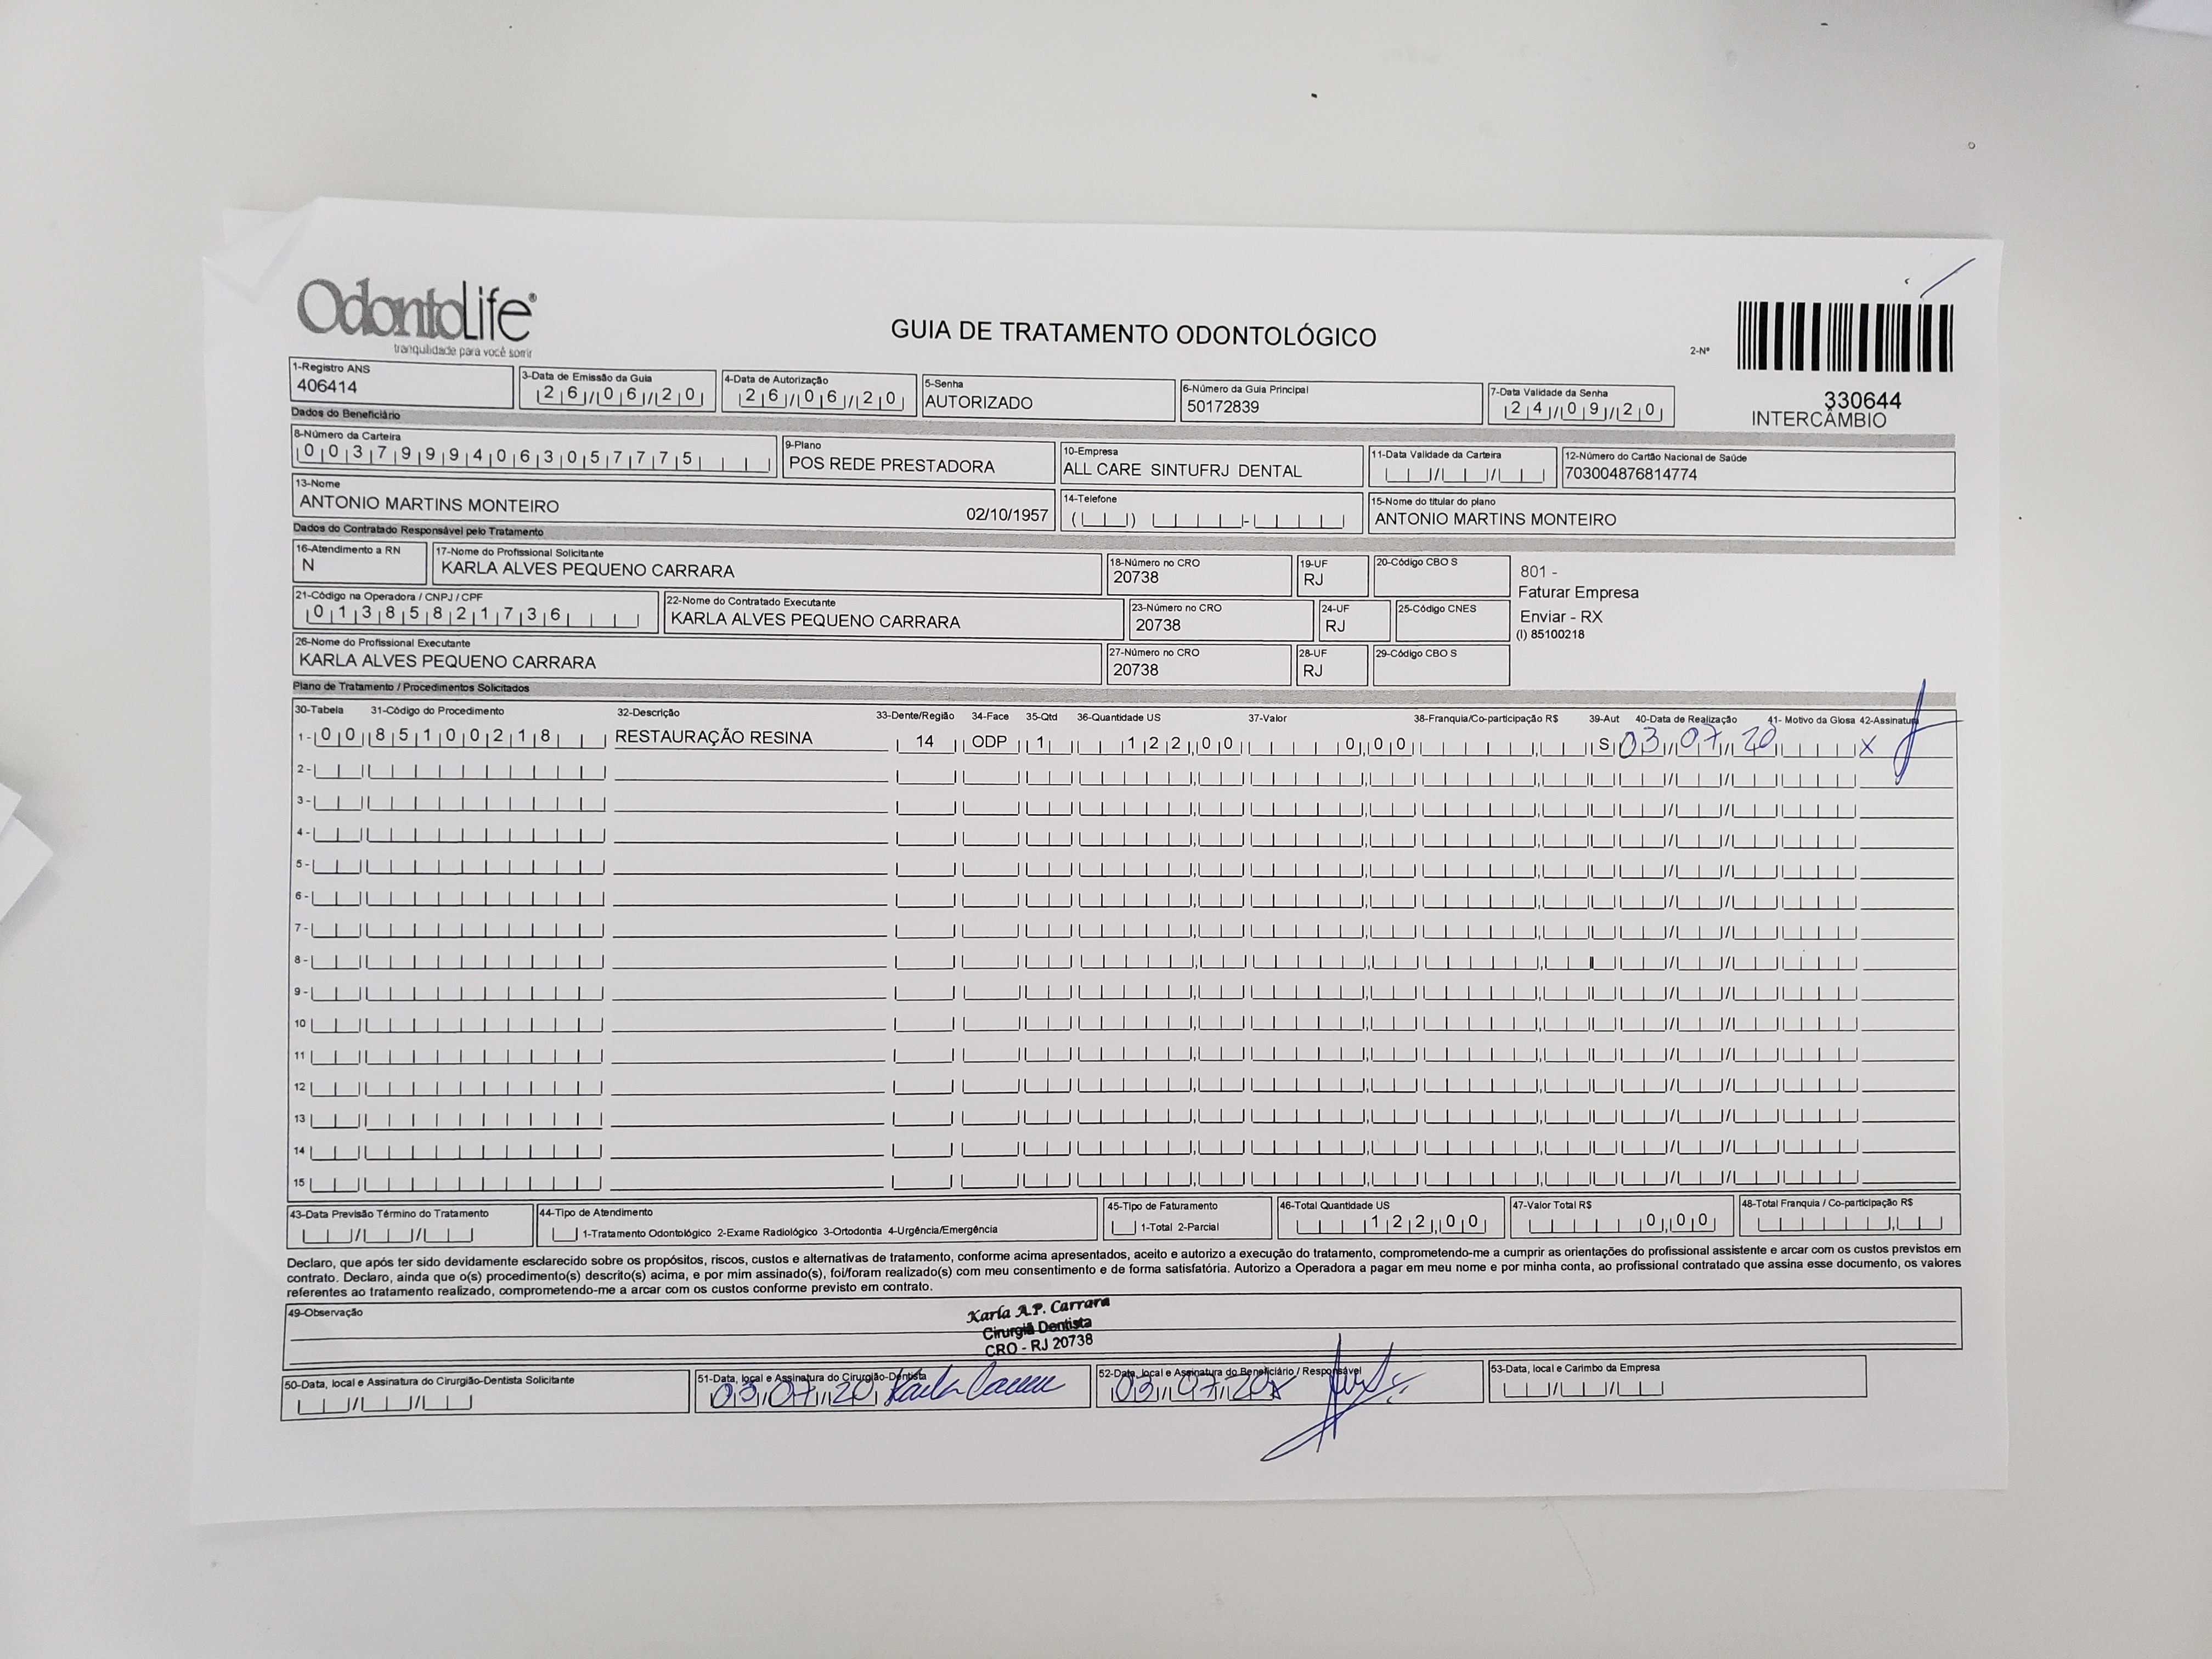 OdontoLife®
tranquilidade para você sorrir
GUIA DE TRATAMENTO ODONTOLÓGICO
2-Nº
330644
INTERCÂMBIO
1-Registro ANS
406414
3-Data de Emissão da Guia
26/06/20
4-Data de Autorização
26/06/20
5-Senha
AUTORIZADO
6-Número da Guia Principal
50172839
7-Data Validade da Senha
24/09/20
Dados do Beneficiário
8-Número da Carteira
00379994063057775
9-Plano
POS REDE PRESTADORA
10-Empresa
ALL CARE SINTUFRJ DENTAL
11-Data Validade da Carteira
12-Número do Cartão Nacional de Saúde
703004876814774
13-Nome
ANTONIO MARTINS MONTEIRO 02/10/1957
14-Telefone
15-Nome do titular do plano
ANTONIO MARTINS MONTEIRO
Dados do Contratado Responsável pelo Tratamento
16-Atendimento a RN
N
17-Nome do Profissional Solicitante
KARLA ALVES PEQUENO CARRARA
18-Número no CRO
20738
19-UF
RJ
20-Código CBO S
801 -
Faturar Empresa
Enviar - RX
(I) 85100218
21-Código na Operadora / CNPJ / CPF
01385821736
22-Nome do Contratado Executante
KARLA ALVES PEQUENO CARRARA
23-Número no CRO
20738
24-UF
RJ
25-Código CNES
26-Nome do Profissional Executante
KARLA ALVES PEQUENO CARRARA
27-Número no CRO
20738
28-UF
RJ
29-Código CBO S
Plano de Tratamento / Procedimentos Solicitados
30-Tabela 31-Código do Procedimento 32-Descrição 33-Dente/Região 34-Face 35-Qtd 36-Quantidade US 37-Valor 38-Franquia/Co-participação R$ 39-Aut 40-Data de Realização 41- Motivo da Glosa 42-Assinatura
1- 00 85100218 RESTAURAÇÃO RESINA 14 ODP 1 122,00 0,00 S 03/07/20 x
2-
3-
4-
5-
6-
7-
8-
9-
10
11
12
13
14
15
43-Data Previsão Término do Tratamento
44-Tipo de Atendimento
1-Tratamento Odontológico 2-Exame Radiológico 3-Ortodontia 4-Urgência/Emergência
45-Tipo de Faturamento
1-Total 2-Parcial
46-Total Quantidade US
122,00
47-Valor Total R$
0,00
48-Total Franquia / Co-participação R$
Declaro, que após ter sido devidamente esclarecido sobre os propósitos, riscos, custos e alternativas de tratamento, conforme acima apresentados, aceito e autorizo a execução do tratamento, comprometendo-me a cumprir as orientações do profissional assistente e arcar com os custos previstos em
contrato. Declaro, ainda que o(s) procedimento(s) descrito(s) acima, e por mim assinado(s), foi/foram realizado(s) com meu consentimento e de forma satisfatória. Autorizo a Operadora a pagar em meu nome e por minha conta, ao profissional contratado que assina esse documento, os valores
referentes ao tratamento realizado, comprometendo-me a arcar com os custos conforme previsto em contrato.
49-Observação
Karla A.P. Carrara
Cirurgiã Dentista
CRO - RJ 20738
50-Data, local e Assinatura do Cirurgião-Dentista Solicitante
51-Data, local e Assinatura do Cirurgião-Dentista
03/07/20
52-Data, local e Assinatura do Beneficiário / Responsável
03/07/20 x
53-Data, local e Carimbo da Empresa